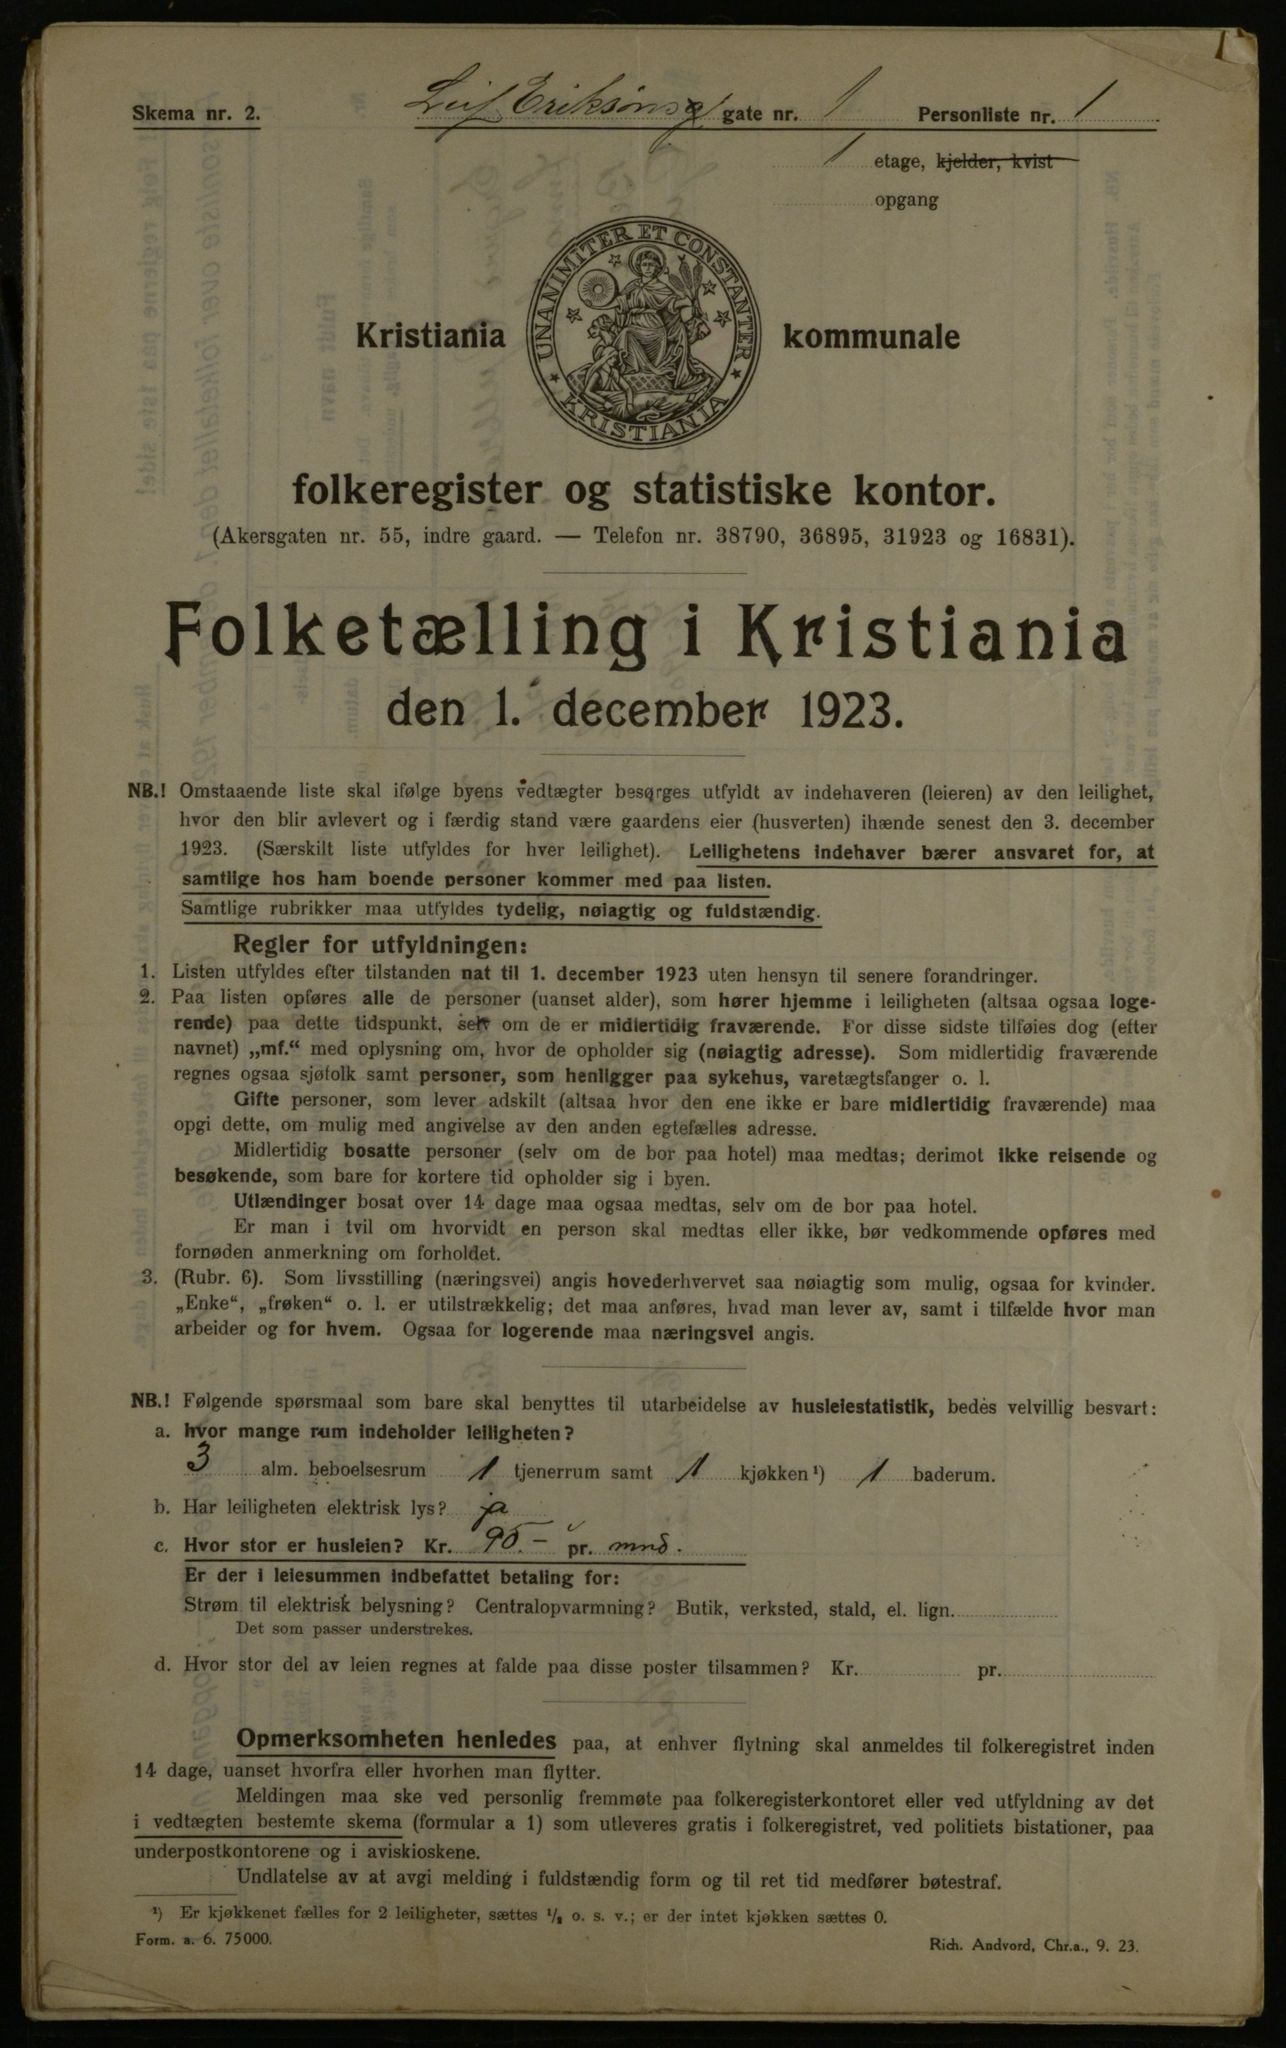 Skema nr. 2. Leif Eriksøns gate nr. 1 Personliste nr. 1
1 etage, kjelder, kvist
opgang
UNANIMITER ET CONSTANTER
KRISTIANIA
Kristiania kommunale
folkeregister og statistiske kontor.
(Akersgaten nr. 55, indre gaard. — Telefon nr. 38790, 36895, 31923 og 16831).
Folketælling i Kristiania
den 1. december 1923.
NB.! Omstaaende liste skal ifølge byens vedtægter besørges utfyldt av indehaveren (leieren) av den leilighet,
hvor den blir avlevert og i færdig stand være gaardens eier (husverten) ihænde senest den 3. december
1923. (Særskilt liste utfyldes for hver leilighet). Leilighetens indehaver bærer ansvaret for, at
samtlige hos ham boende personer kommer med paa listen.
Samtlige rubrikker maa utfyldes tydelig, nøiagtig og fuldstændig.
Regler for utfyldningen:
1. Listen utfyldes efter tilstanden nat til 1. december 1923 uten hensyn til senere forandringer.
2. Paa listen opføres alle de personer (uanset alder), som hører hjemme i leiligheten (altsaa ogsaa loge-
rende) paa dette tidspunkt, selv om de er midlertidig fraværende. For disse sidste tilføies dog (efter
navnet) „mf.“ med oplysning om, hvor de opholder sig (nøiagtig adresse). Som midlertidig fraværende
regnes ogsaa sjøfolk samt personer, som henligger paa sykehus, varetægtsfanger o. l.
Gifte personer, som lever adskilt (altsaa hvor den ene ikke er bare midlertidig fraværende) maa
opgi dette, om mulig med angivelse av den anden egtefælles adresse.
Midlertidig bosatte personer (selv om de bor paa hotel) maa medtas; derimot ikke reisende og
besøkende, som bare for kortere tid opholder sig i byen.
Utlændinger bosat over 14 dage maa ogsaa medtas, selv om de bor paa hotel.
Er man i tvil om hvorvidt en person skal medtas eller ikke, bør vedkommende opføres med
fornøden anmerkning om forholdet.
3. (Rubr. 6). Som livsstilling (næringsvei) angis hovederhvervet saa nøiagtig som mulig, ogsaa for kvinder.
„Enke“, „frøken“ o. l. er utilstrækkelig; det maa anføres, hvad man lever av, samt i tilfælde hvor man
arbeider og for hvem. Ogsaa for logerende maa næringsvei angis.
NB.! Følgende spørsmaal som bare skal benyttes til utarbeidelse av husleiestatistik, bedes velvillig besvart:
a. hvor mange rum indeholder leiligheten?
3 alm. beboelsesrum 1 tjenerrum samt 1 kjøkken ¹) 1 baderum.
b. Har leiligheten elektrisk lys? ja
c. Hvor stor er husleien? Kr. 95.- pr. mnd.
Er der i leiesummen indbefattet betaling for:
Strøm til elektrisk belysning? Centralopvarmning? Butik, verksted, stald, el. lign.
Det som passer understrekes.
d. Hvor stor del av leien regnes at falde paa disse poster tilsammen? Kr. pr.
Opmerksomheten henledes paa, at enhver flytning skal anmeldes til folkeregistret inden
14 dage, uanset hvorfra eller hvorhen man flytter.
Meldingen maa ske ved personlig fremmøte paa folkeregisterkontoret eller ved utfyldning av det
i vedtægten bestemte skema (formular a 1) som utleveres gratis i folkeregistret, ved politiets bistationer, paa
underpostkontorene og i aviskioskene.
Undlatelse av at avgi melding i fuldstændig form og til ret tid medfører bøtestraf.
¹) Er kjøkkenet fælles for 2 leiligheter, sættes ½ o. s. v.; er der intet kjøkken sættes 0.
Form. a. 6. 75000. Rich. Andvord, Chr.a., 9. 23.